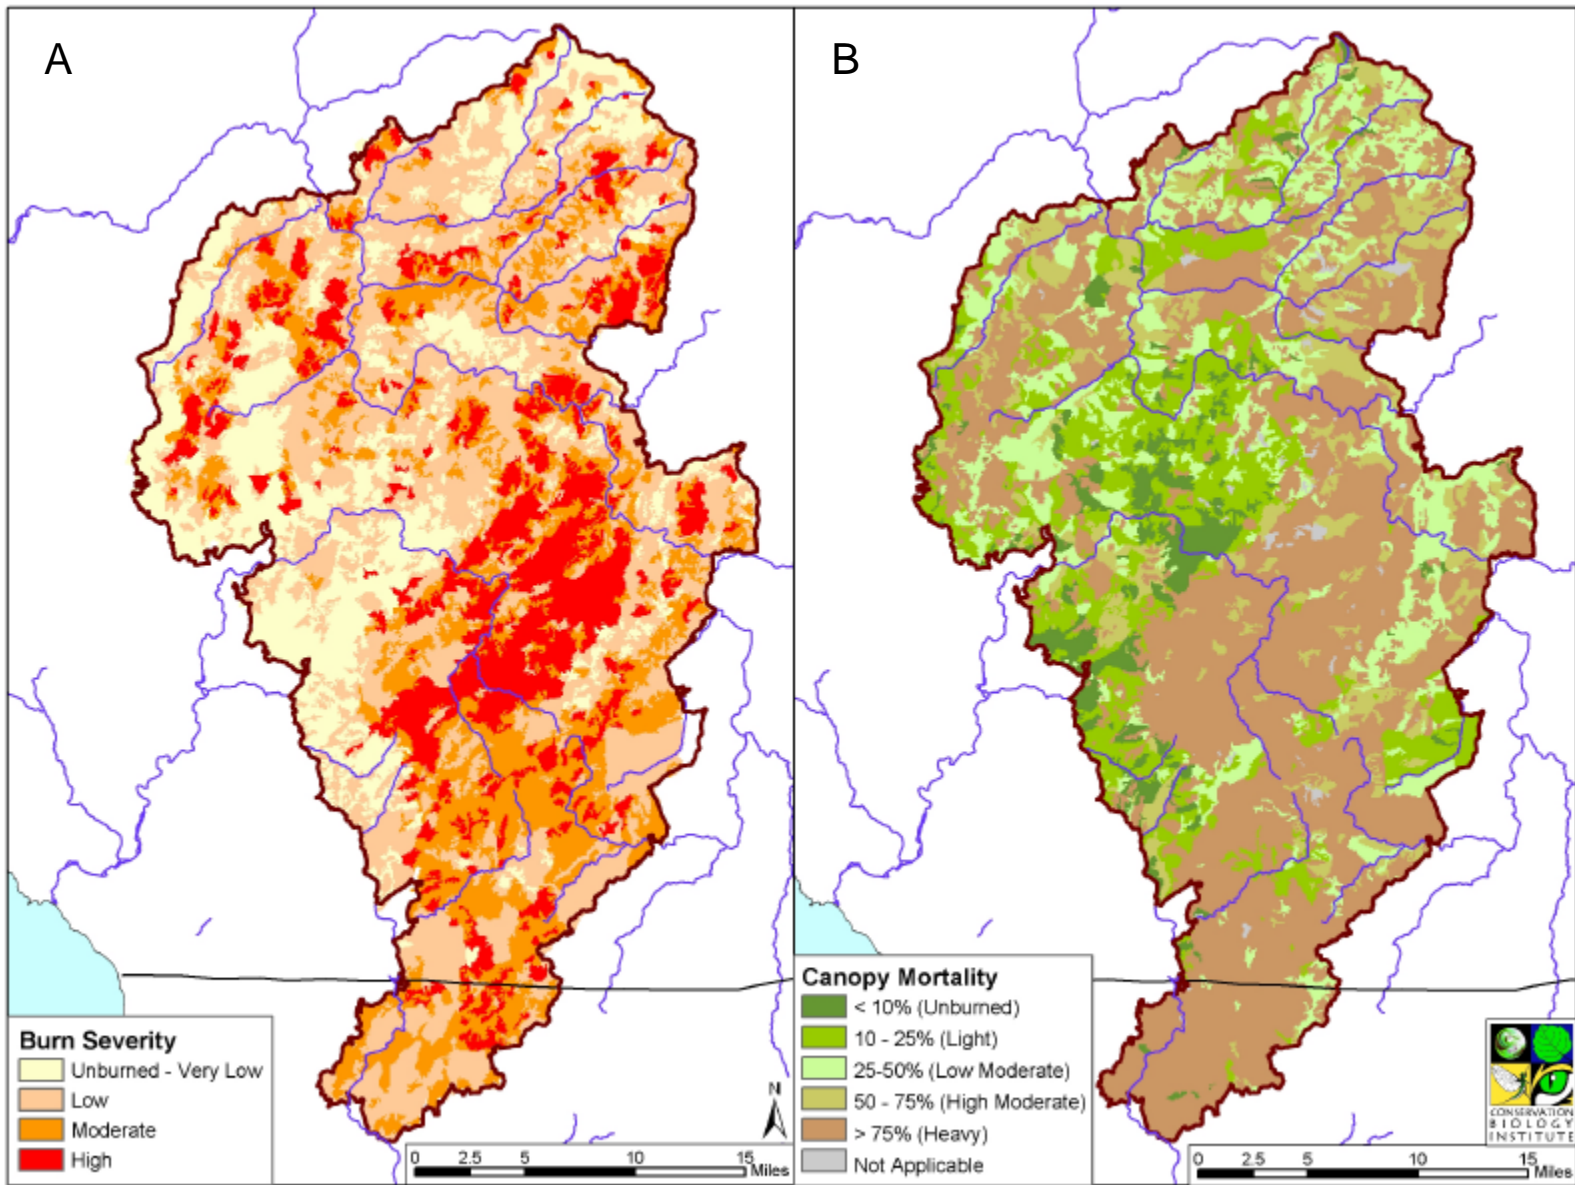 A
B
Burn Severity
Unburned - Very Low
Low
Moderate
High
N
0 2.5 5 10 15
Miles
Canopy Mortality
< 10% (Unburned)
10 - 25% (Light)
25-50% (Low Moderate)
50 - 75% (High Moderate)
> 75% (Heavy)
Not Applicable
CONSERVATION
BIOLOGY
INSTITUTE
0 2.5 5 10 15
Miles